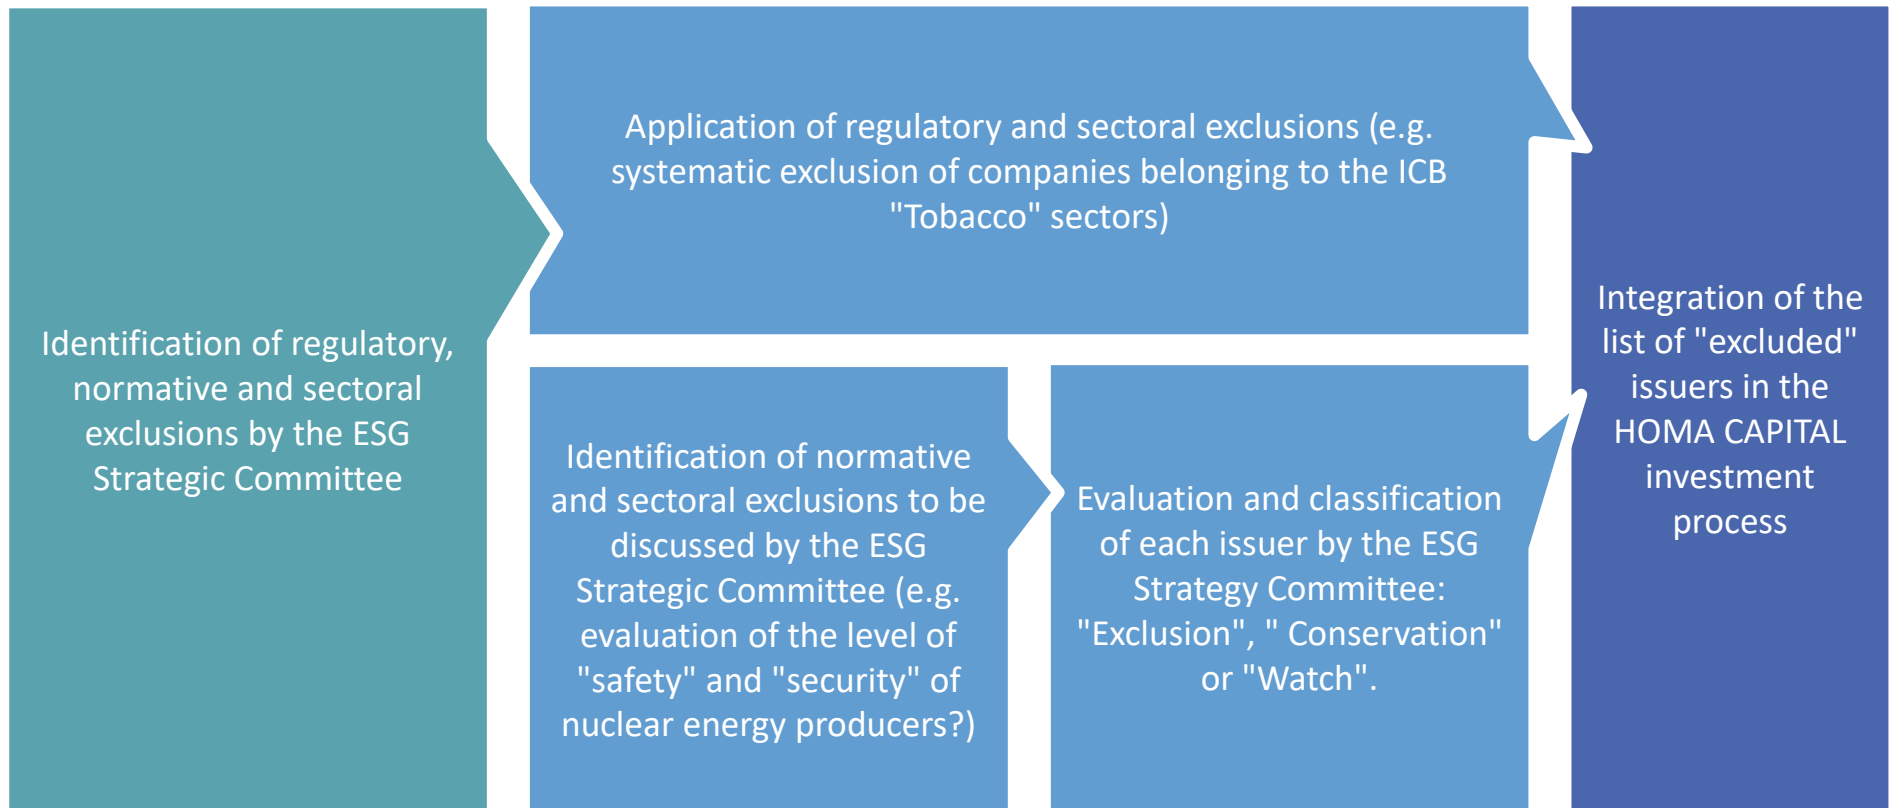 Identification of regulatory,
normative and sectoral
exclusions by the ESG
Strategic Committee
Application of regulatory and sectoral exclusions (e.g.
systematic exclusion of companies belonging to the ICB
"Tobacco" sectors)
Identification of normative
and sectoral exclusions to be
discussed by the ESG
Strategic Committee (e.g.
evaluation of the level of
"safety" and "security" of
nuclear energy producers?)
Evaluation and classification
of each issuer by the ESG
Strategy Committee:
"Exclusion", " Conservation"
or "Watch".
Integration of the
list of "excluded"
issuers in the
HOMA CAPITAL
investment
process